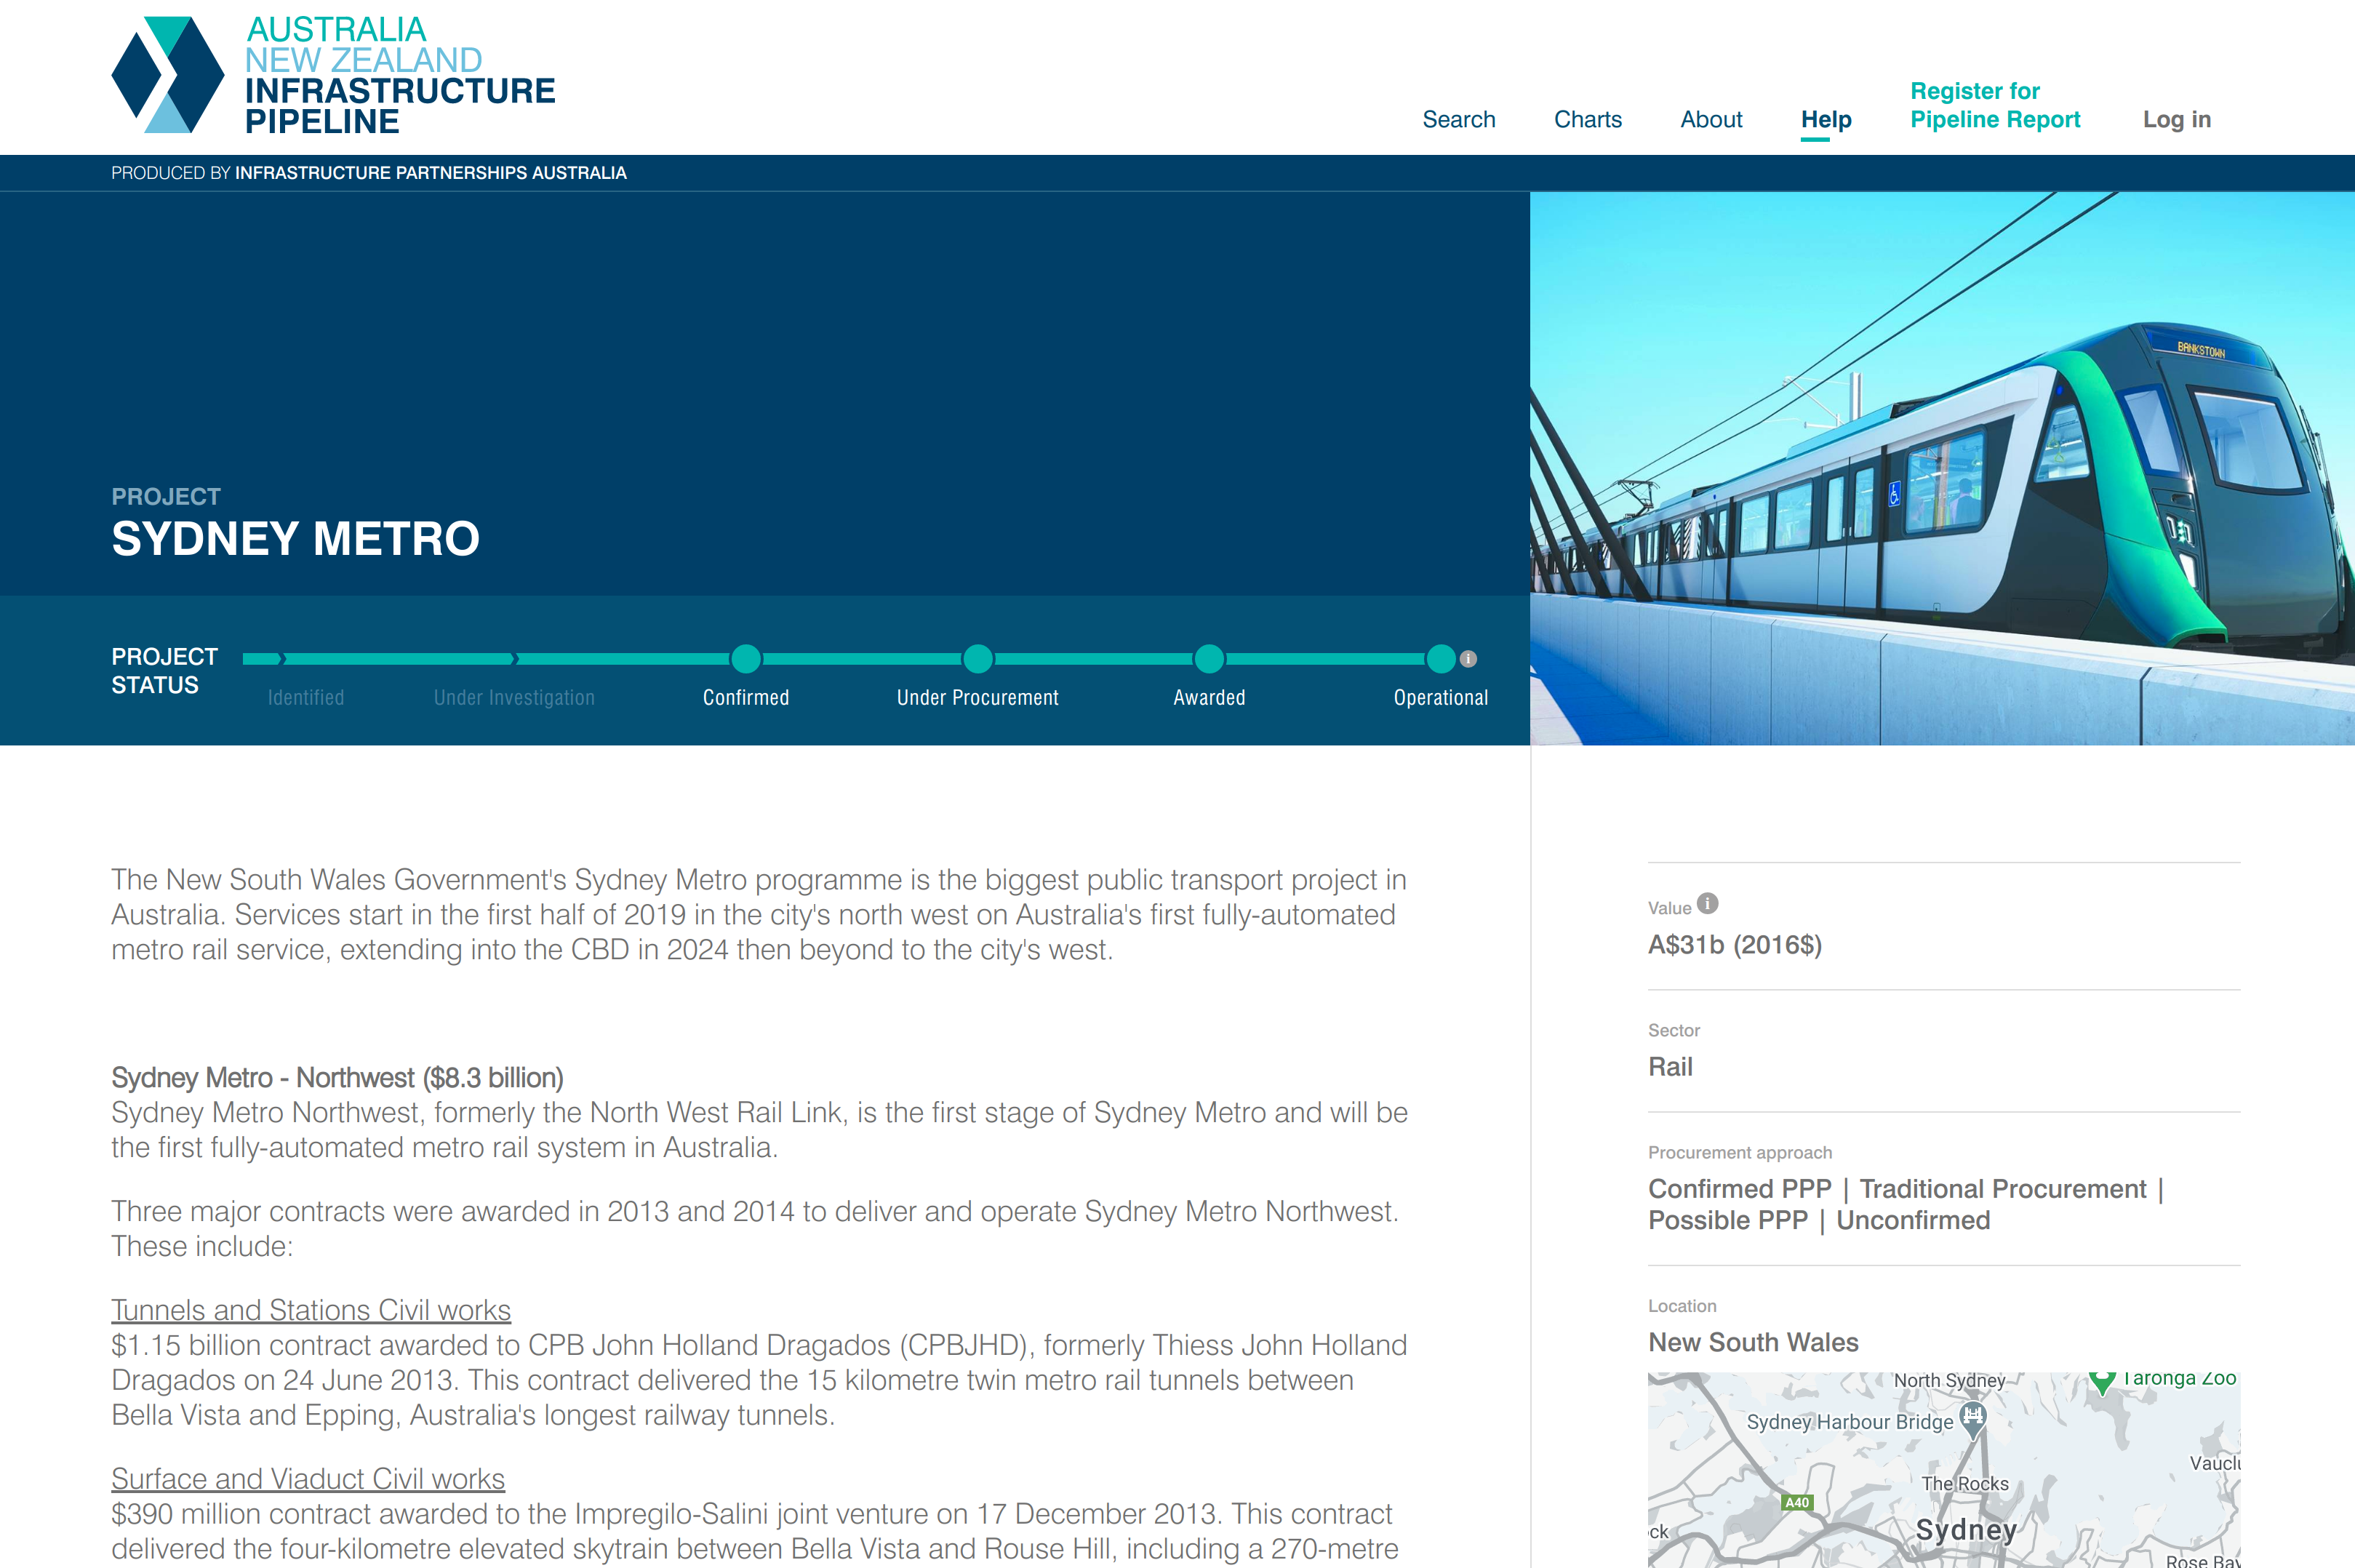 AUSTRALIA
NEW ZEALAND
INFRASTRUCTURE
PIPELINE
Search
Charts
About
Help
Register for
Pipeline Report
Log in
PRODUCED BY INFRASTRUCTURE PARTNERSHIPS AUSTRALIA
BANKSTOWN
PROJECT
SYDNEY METRO
PROJECT
STATUS
Identified
Under Investigation
Confirmed
Under Procurement
Awarded
Operational
The New South Wales Government's Sydney Metro programme is the biggest public transport project in
Australia. Services start in the first half of 2019 in the city's north west on Australia's first fully-automated
metro rail service, extending into the CBD in 2024 then beyond to the city's west.
Sydney Metro - Northwest ($8.3 billion)
Sydney Metro Northwest, formerly the North West Rail Link, is the first stage of Sydney Metro and will be
the first fully-automated metro rail system in Australia.
Three major contracts were awarded in 2013 and 2014 to deliver and operate Sydney Metro Northwest.
These include:
Tunnels and Stations Civil works
$1.15 billion contract awarded to CPB John Holland Dragados (CPBJHD), formerly Thiess John Holland
Dragados on 24 June 2013. This contract delivered the 15 kilometre twin metro rail tunnels between
Bella Vista and Epping, Australia's longest railway tunnels.
Surface and Viaduct Civil works
$390 million contract awarded to the Impregilo-Salini joint venture on 17 December 2013. This contract
delivered the four-kilometre elevated skytrain between Bella Vista and Rouse Hill, including a 270-metre
Value
A$31b (2016$)
Sector
Rail
Procurement approach
Confirmed PPP | Traditional Procurement |
Possible PPP | Unconfirmed
Location
New South Wales
North Sydney
Taronga Zoo
Sydney Harbour Bridge
Vauclu
The Rocks
A40
ck
Sydney
Rose Bay